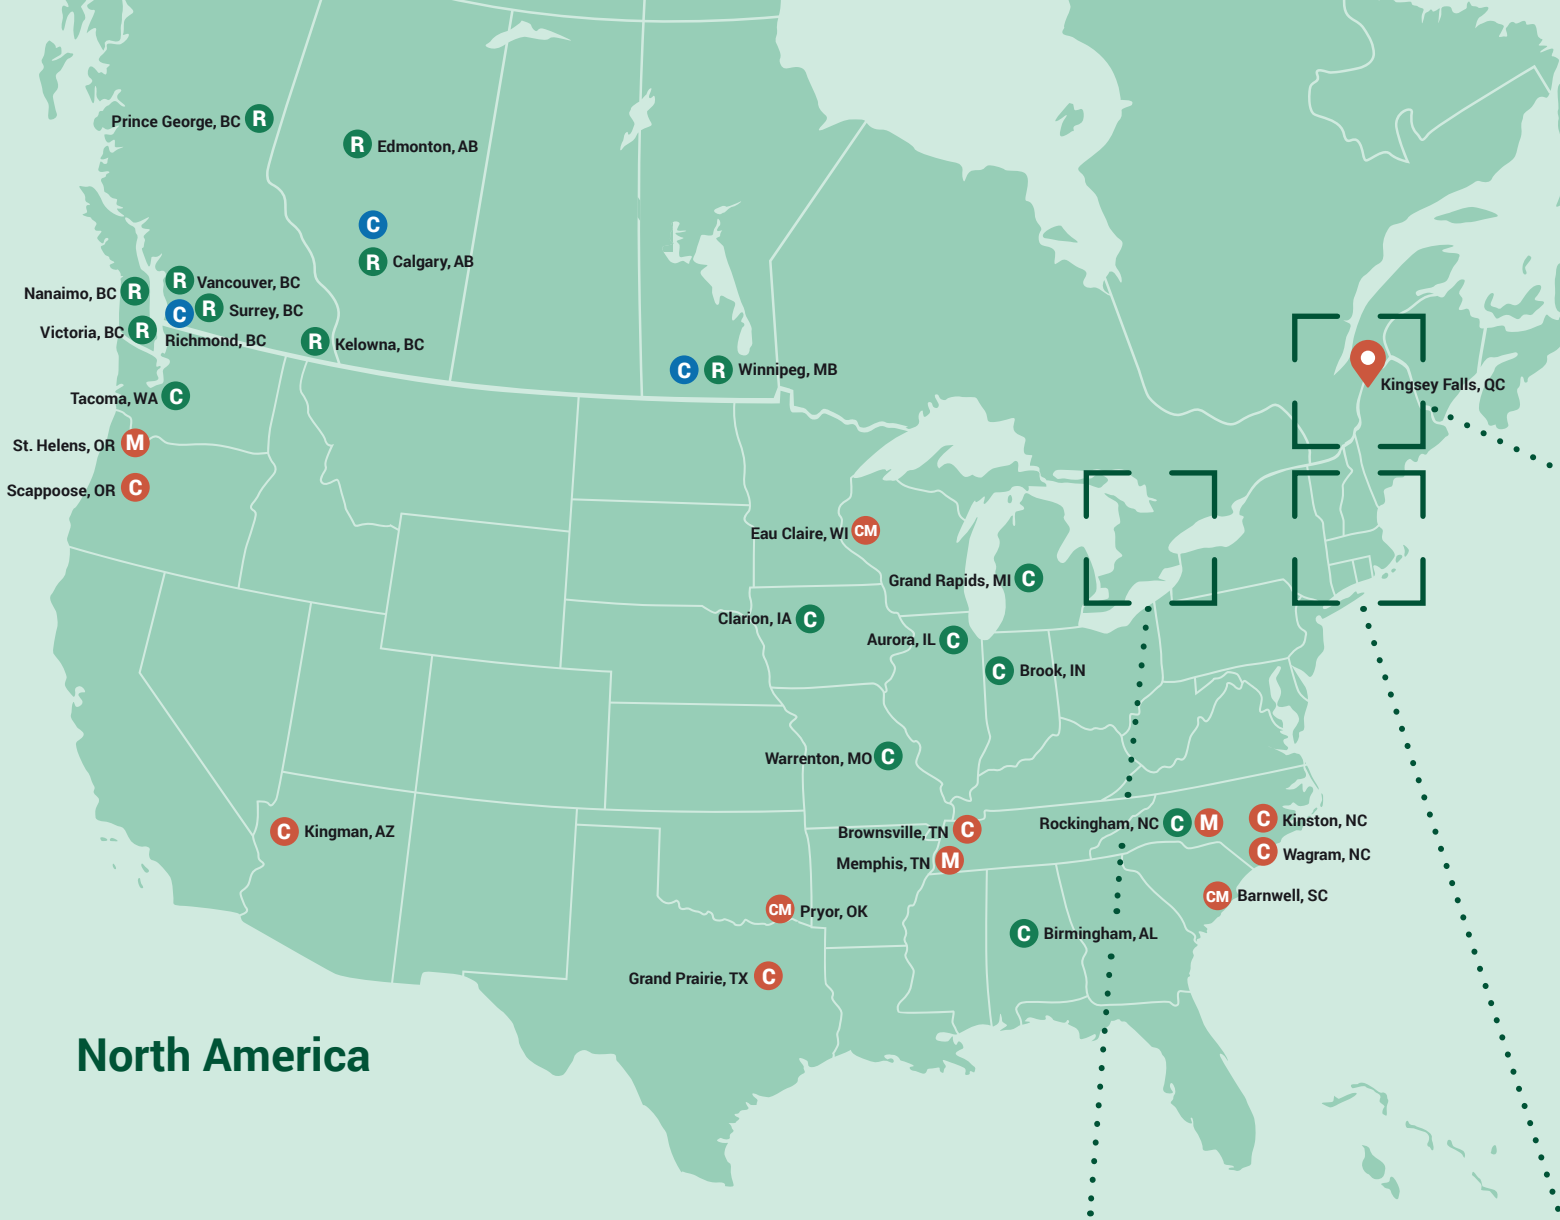 Prince George, BC R
R Edmonton, AB
C
R Calgary, AB
R Vancouver, BC
Nanaimo, BC R
C R Surrey, BC
Victoria, BC R
Richmond, BC
R Kelowna, BC
C R Winnipeg, MB
Kingsey Falls, QC
Tacoma, WA C
St. Helens, OR M
Scappoose, OR C
Eau Claire, WI CM
Grand Rapids, MI C
Clarion, IA C
Aurora, IL C
C Brook, IN
Warrenton, MO C
C Kingman, AZ
Brownsville, TN C
Rockingham, NC C M
C Kinston, NC
Memphis, TN M
C Wagram, NC
CM Barnwell, SC
CM Pryor, OK
C Birmingham, AL
Grand Prairie, TX C
North America